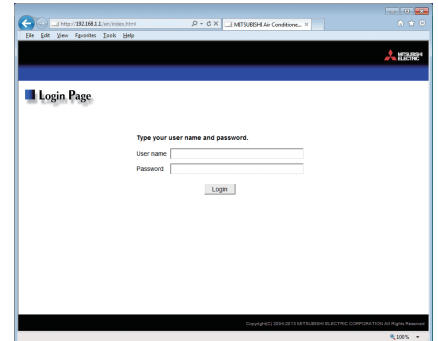 http://192.168.1.1/en/index.html
MITSUBISHI Air Conditione...
File Edit View Favorites Tools Help
MITSUBISHI
ELECTRIC
Login Page
Type your user name and password.
User name
Password
Login
Copyright(C) 2004-2013 MITSUBISHI ELECTRIC CORPORATION All Rights Reserved
100%